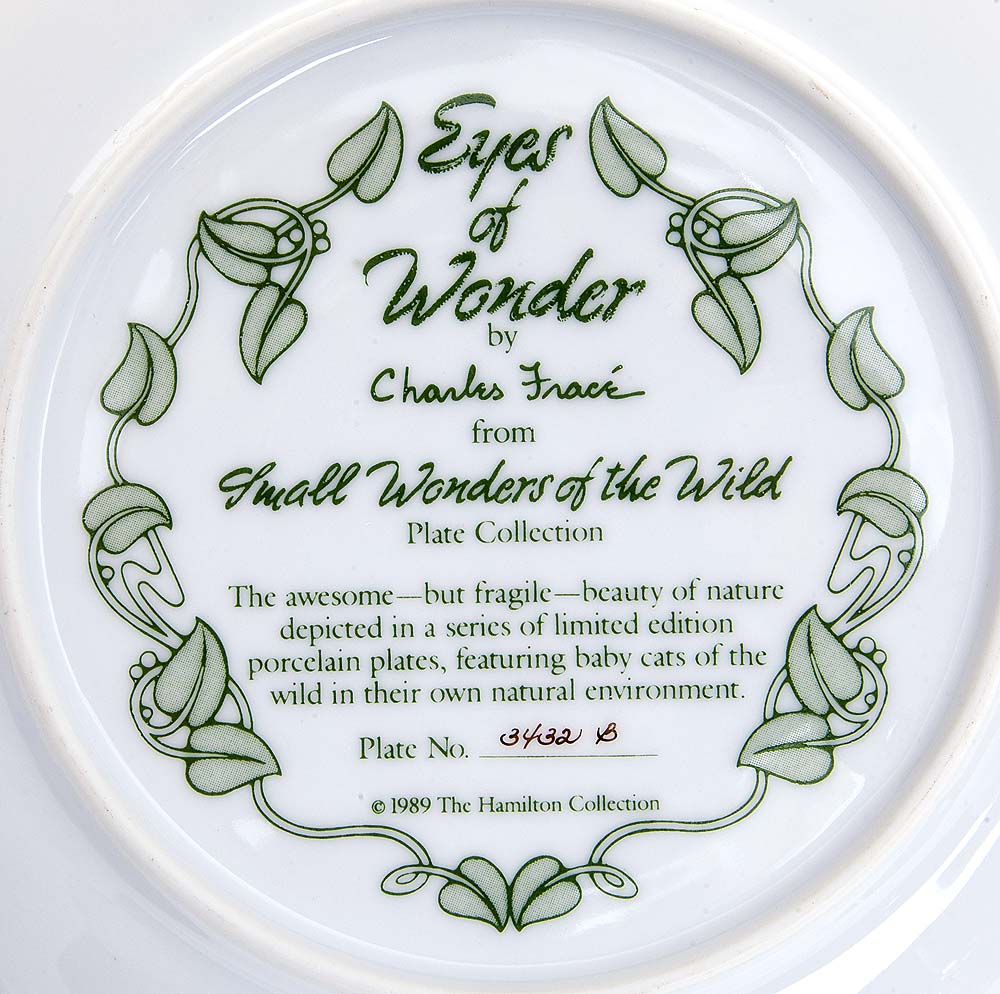 Eyes
of
Wonder
by
Charles Fracé
from
Small Wonders of the Wild
Plate Collection
The awesome—but fragile—beauty of nature
depicted in a series of limited edition
porcelain plates, featuring baby cats of the
wild in their own natural environment.
Plate No. 3432 B
© 1989 The Hamilton Collection